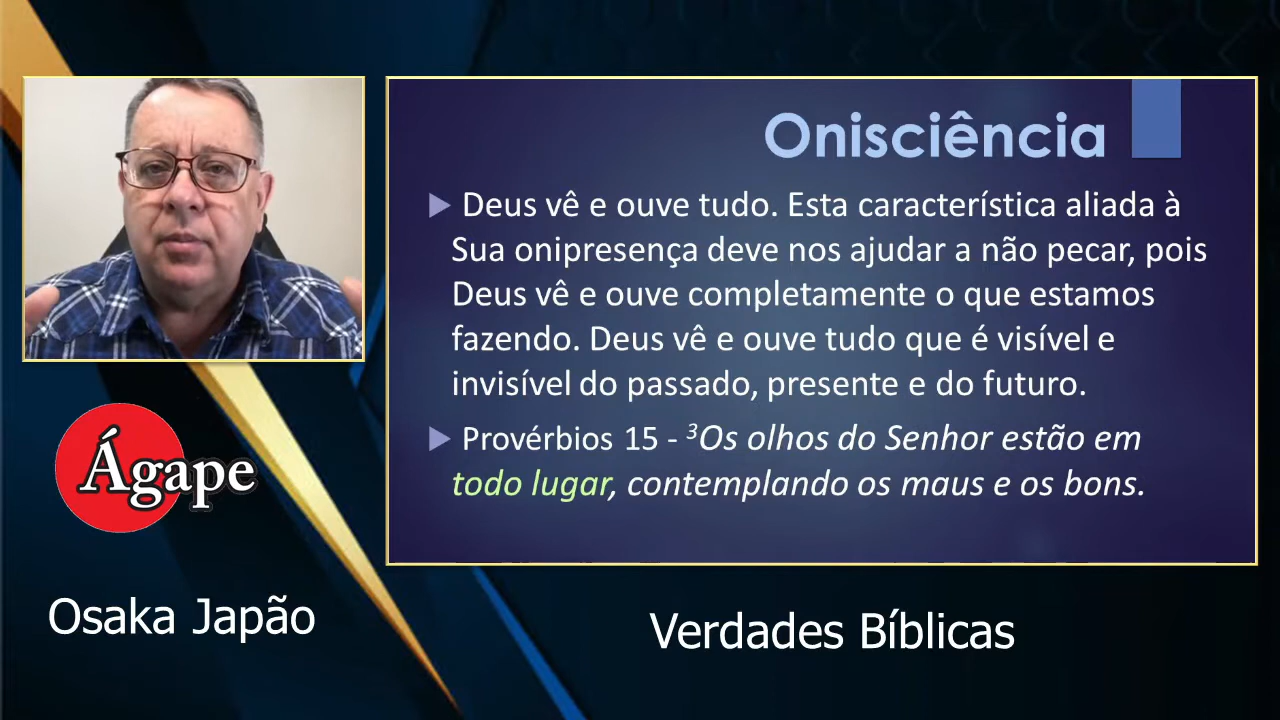 Onisciência
Deus vê e ouve tudo. Esta característica aliada à
Sua onipresença deve nos ajudar a não pecar, pois
Deus vê e ouve completamente o que estamos
fazendo. Deus vê e ouve tudo que é visível e
invisível do passado, presente e do futuro.
Provérbios 15 - ³Os olhos do Senhor estão em
todo lugar, contemplando os maus e os bons.
Ágape
Osaka Japão
Verdades Bíblicas